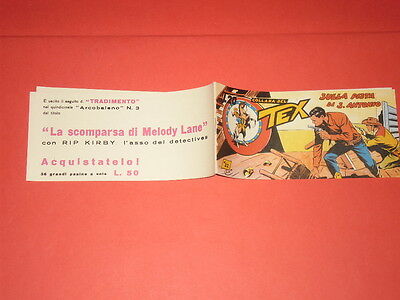 È uscito il seguito di "TRADIMENTO"
nel quindicinale "Arcobaleno" N. 3
dal titolo
"La scomparsa di Melody Lane"
con RIP KIRBY l'asso dei detectives
Acquistatelo!
36 grandi pagine a sole L. 50
COLLANA DEL
TEX
SULLA PISTA
DI S. ANTONIO